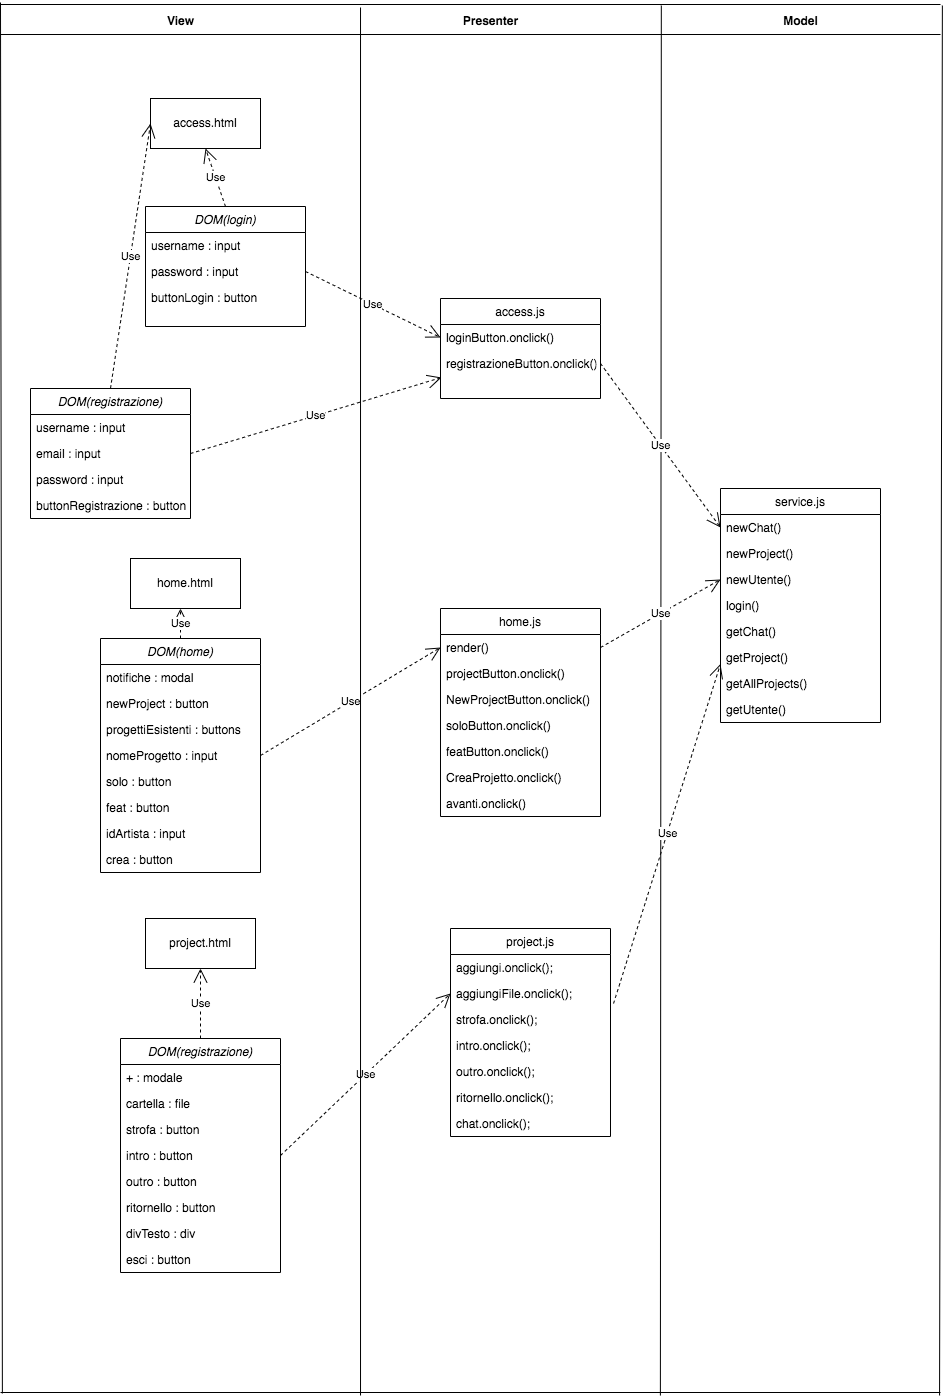 View
Presenter
Model
access.html
Use
DOM(login)
username : input
password : input
buttonLogin : button
Use
Use
access.js
loginButton.onclick()
registrazioneButton.onclick()
DOM(registrazione)
username : input
email : input
password : input
buttonRegistrazione : button
Use
Use
service.js
newChat()
newProject()
newUtente()
login()
getChat()
getProject()
getAllProjects()
getUtente()
home.html
Use
DOM(home)
notifiche : modal
newProject : button
progettiEsistenti : buttons
nomeProgetto : input
solo : button
feat : button
idArtista : input
crea : button
Use
home.js
render()
projectButton.onclick()
NewProjectButton.onclick()
soloButton.onclick()
featButton.onclick()
CreaProjetto.onclick()
avanti.onclick()
Use
Use
project.html
Use
DOM(registrazione)
+ : modale
cartella : file
strofa : button
intro : button
outro : button
ritornello : button
divTesto : div
esci : button
Use
project.js
aggiungi.onclick();
aggiungiFile.onclick();
strofa.onclick();
intro.onclick();
outro.onclick();
ritornello.onclick();
chat.onclick();